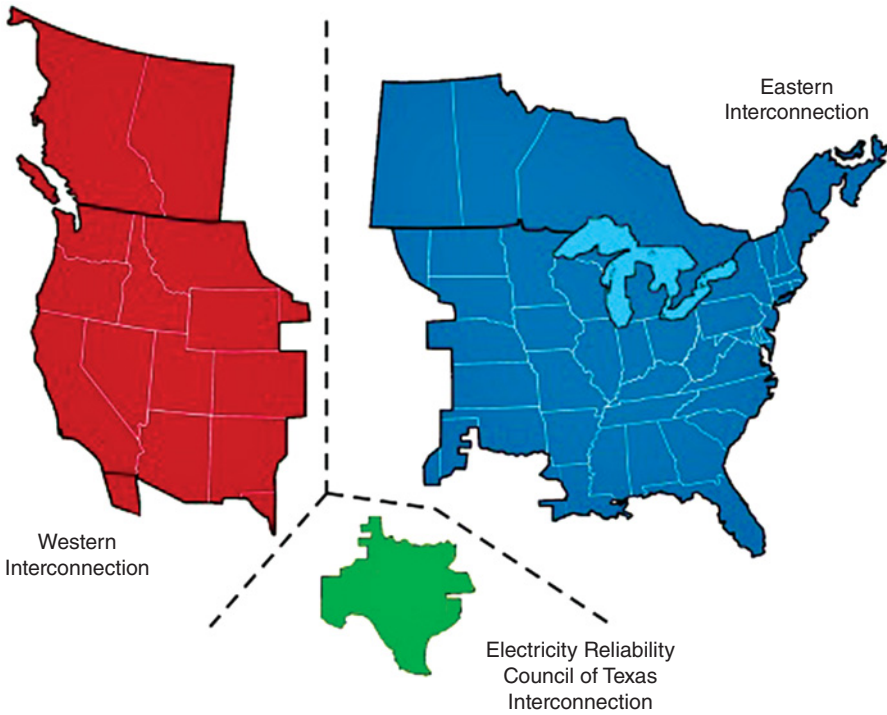 Eastern
Interconnection
Western
Interconnection
Electricity Reliability
Council of Texas
Interconnection